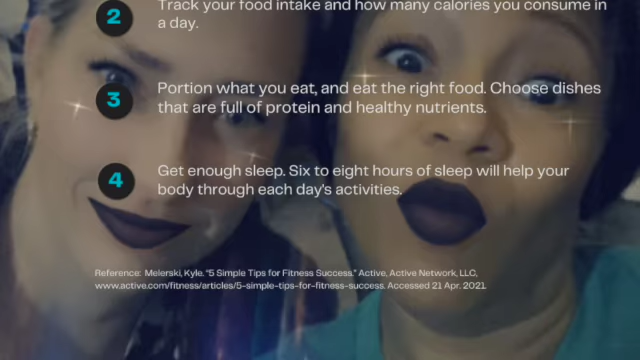 2
Track your food intake and how many calories you consume in
a day.
3
Portion what you eat, and eat the right food. Choose dishes
that are full of protein and healthy nutrients.
4
Get enough sleep. Six to eight hours of sleep will help your
body through each day's activities.
Reference: Melerski, Kyle. "5 Simple Tips for Fitness Success." Active, Active Network, LLC,
www.active.com/fitness/articles/5-simple-tips-for-fitness-success. Accessed 21 Apr. 2021.